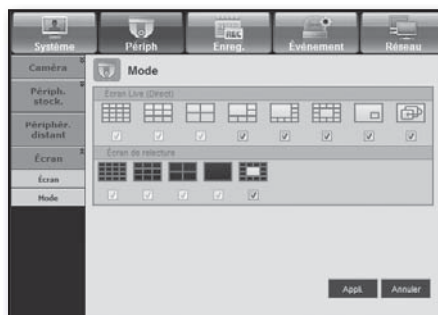 Système Périph Enreg. Événement Réseau
Caméra
Périph.
stock.
Périphér.
distant
Écran
Écran
Mode
Mode
Écran Live (Direct)
Écran de relecture
Appl. Annuler